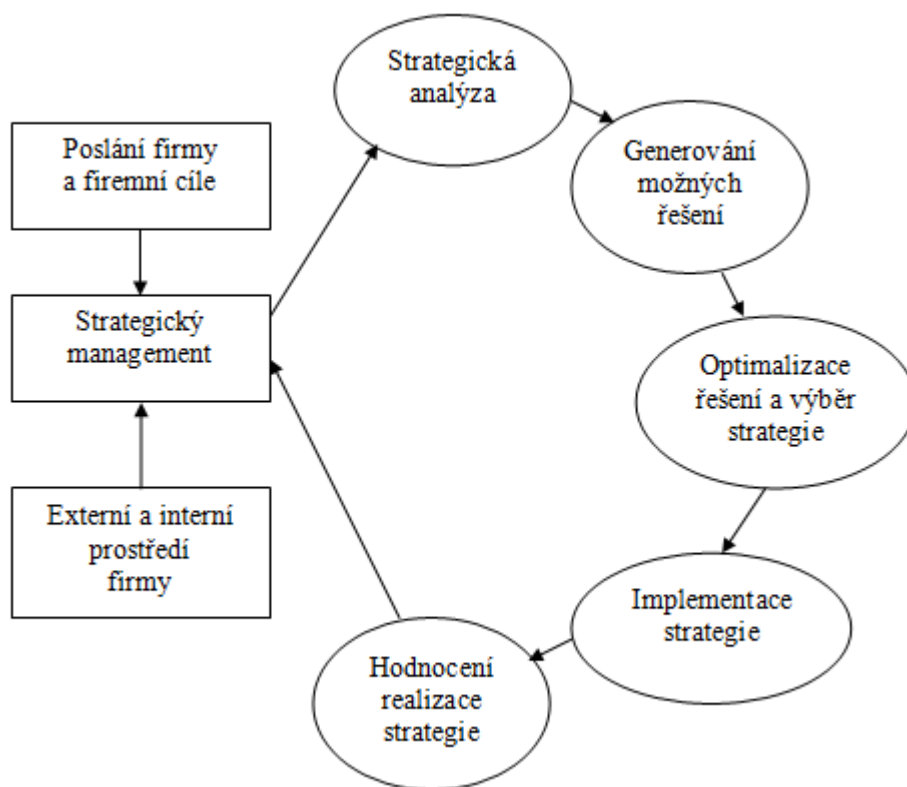 Strategická
analýza
Poslání firmy
a firemní cíle
Generování
možných
řešení
Strategický
management
Optimalizace
řešení a výběr
strategie
Externí a interní
prostředí
firmy
Implementace
strategie
Hodnocení
realizace
strategie